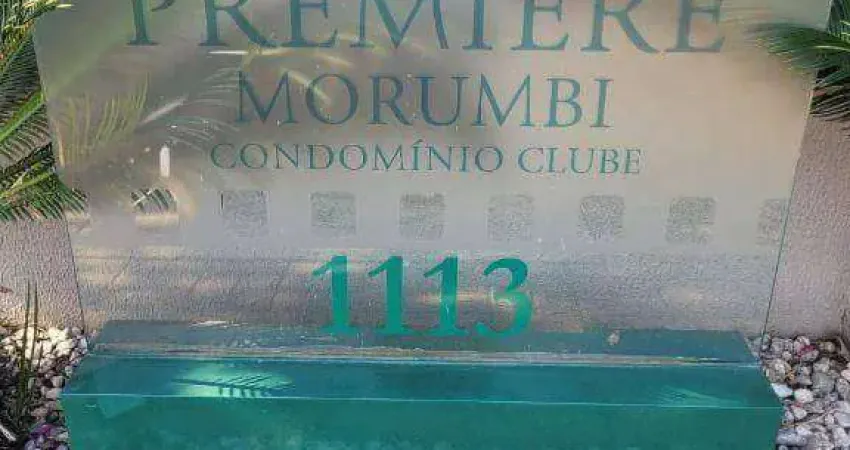 PREMIERE
MORUMBI
CONDOMÍNIO CLUBE
1113